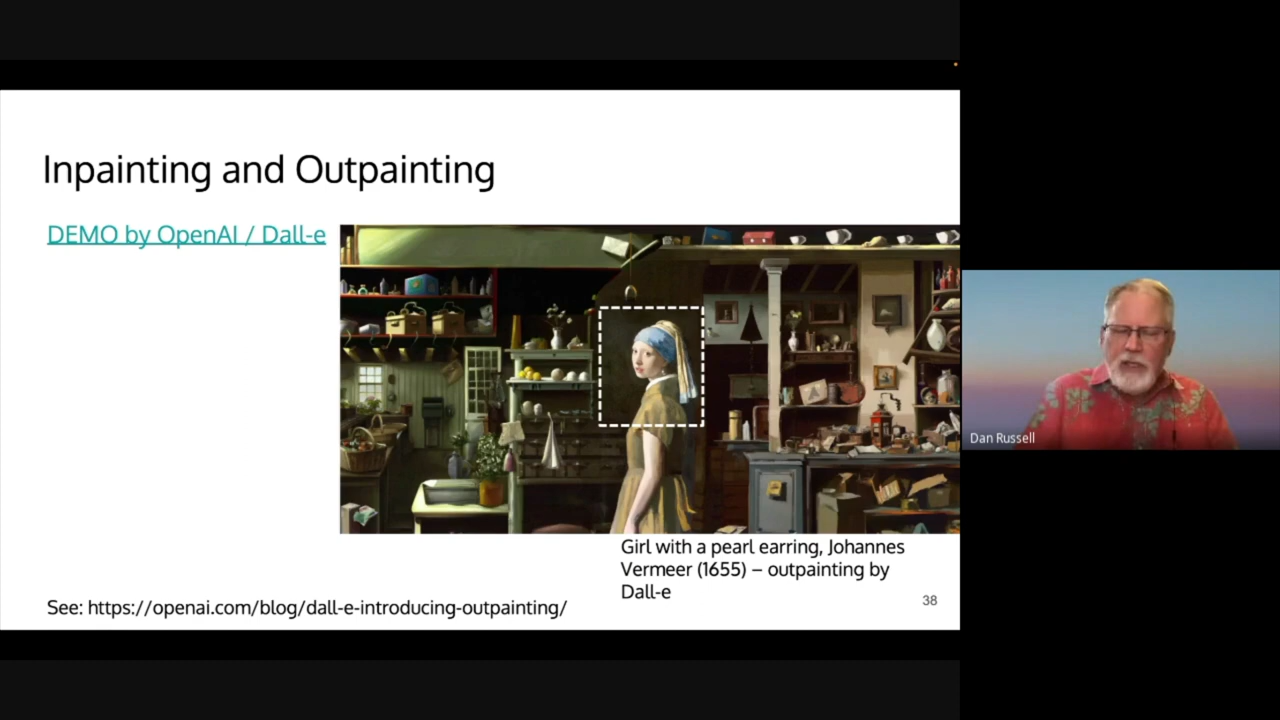 Inpainting and Outpainting
DEMO by OpenAI / Dall-e
Girl with a pearl earring, Johannes
Vermeer (1655) – outpainting by
Dall-e
See: https://openai.com/blog/dall-e-introducing-outpainting/
38
Dan Russell